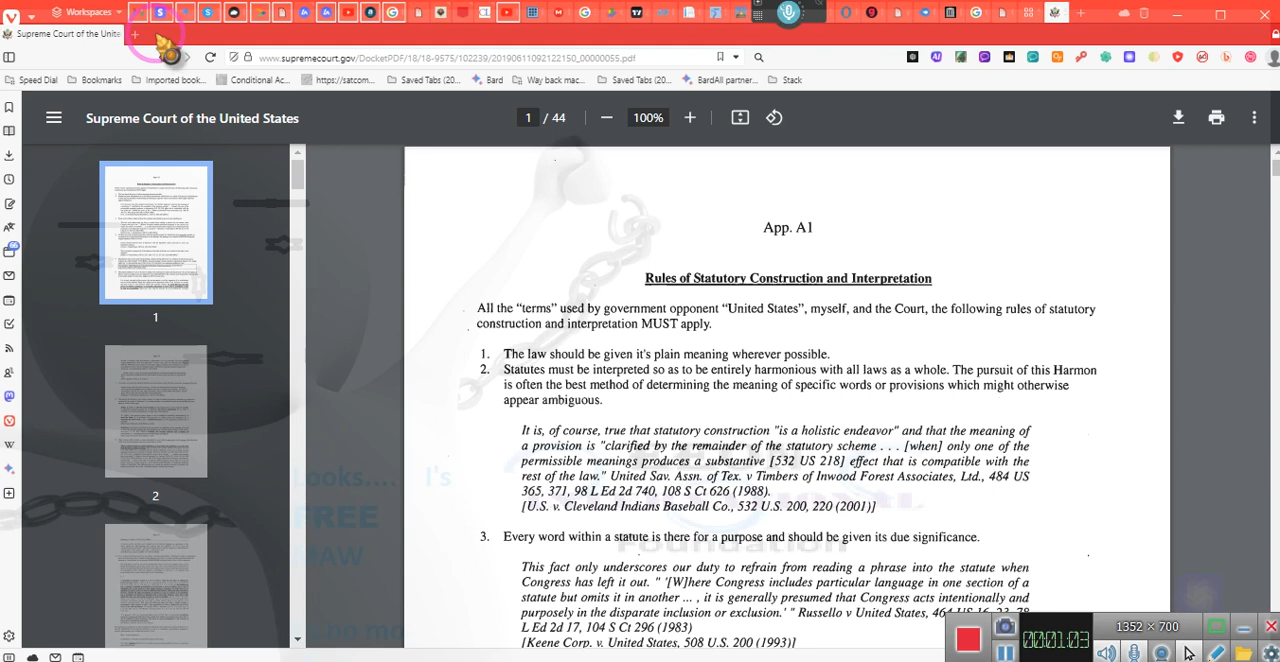 Workspaces
Supreme Court of the Unite
www.supremecourt.gov/DocketPDF/18/18-9575/102239/20190611092122150_00000055.pdf
Speed Dial Bookmarks Imported book... Conditional Ac... https://satcom... Saved Tabs (20... Bard Way back mac... Saved Tabs (20... BardAll partner... Stack
Supreme Court of the United States
1 / 44 100%
App. A1
Rules of Statutory Construction and Interpretation
All the “terms” used by government opponent “United States”, myself, and the Court, the following rules of statutory
construction and interpretation MUST apply.
1. The law should be given it's plain meaning wherever possible.
2. Statutes must be interpreted so as to be entirely harmonious with all laws as a whole. The pursuit of this Harmon
is often the best method of determining the meaning of specific words or provisions which might otherwise
appear ambiguous.
It is, of course, true that statutory construction "is a holistic endeavor" and that the meaning of
a provision is "clarified by the remainder of the statutory scheme . . . [when] only one of the
permissible meanings produces a substantive [532 US 218] effect that is compatible with the
rest of the law." United Sav. Assn. of Tex. v Timbers of Inwood Forest Associates, Ltd., 484 US
365, 371, 98 L Ed 2d 740, 108 S Ct 626 (1988).
[U.S. v. Cleveland Indians Baseball Co., 532 U.S. 200, 220 (2001)]
3. Every word within a statute is there for a purpose and should be given its due significance.
This fact only underscores our duty to refrain from reading a phrase into the statute when
Congress has left it out. " '[W]here Congress includes particular language in one section of a
statute but omits it in another ... , it is generally presumed that Congress acts intentionally and
purposely in the disparate inclusion or exclusion.' " Russello v United States, 464 US 16, 23, 78
L Ed 2d 17, 104 S Ct 296 (1983)
[Keene Corp. v. United States, 508 U.S. 200 (1993)]
1
2
ooks.... I's
FREE
MAW
no mo
1352 × 700
00:01:03